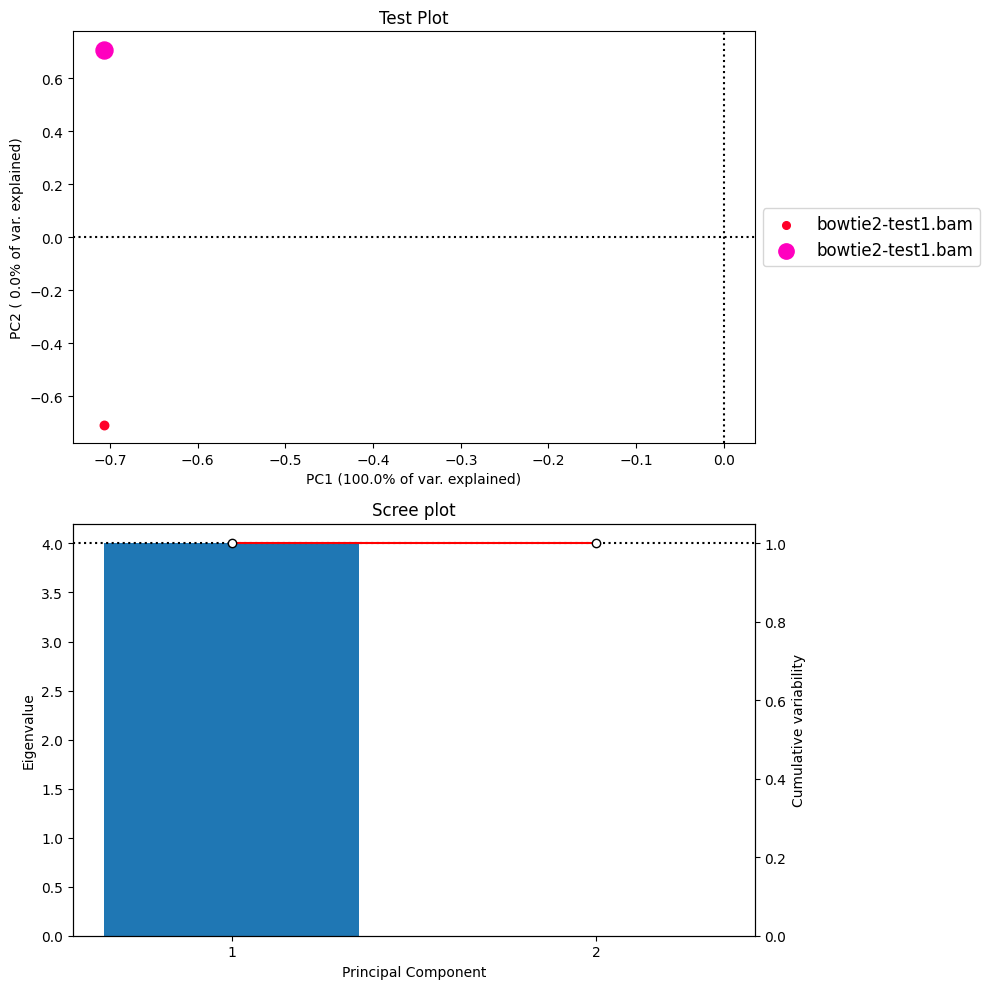 Test Plot
PC2 ( 0.0% of var. explained)
0.6
0.4
0.2
0.0
−0.2
−0.4
−0.6
−0.7 −0.6 −0.5 −0.4 −0.3 −0.2 −0.1 0.0
PC1 (100.0% of var. explained)
bowtie2-test1.bam
bowtie2-test1.bam
Scree plot
Eigenvalue
4.0
3.5
3.0
2.5
2.0
1.5
1.0
0.5
0.0
1 2
Principal Component
1.0
0.8
0.6
0.4
0.2
0.0
Cumulative variability